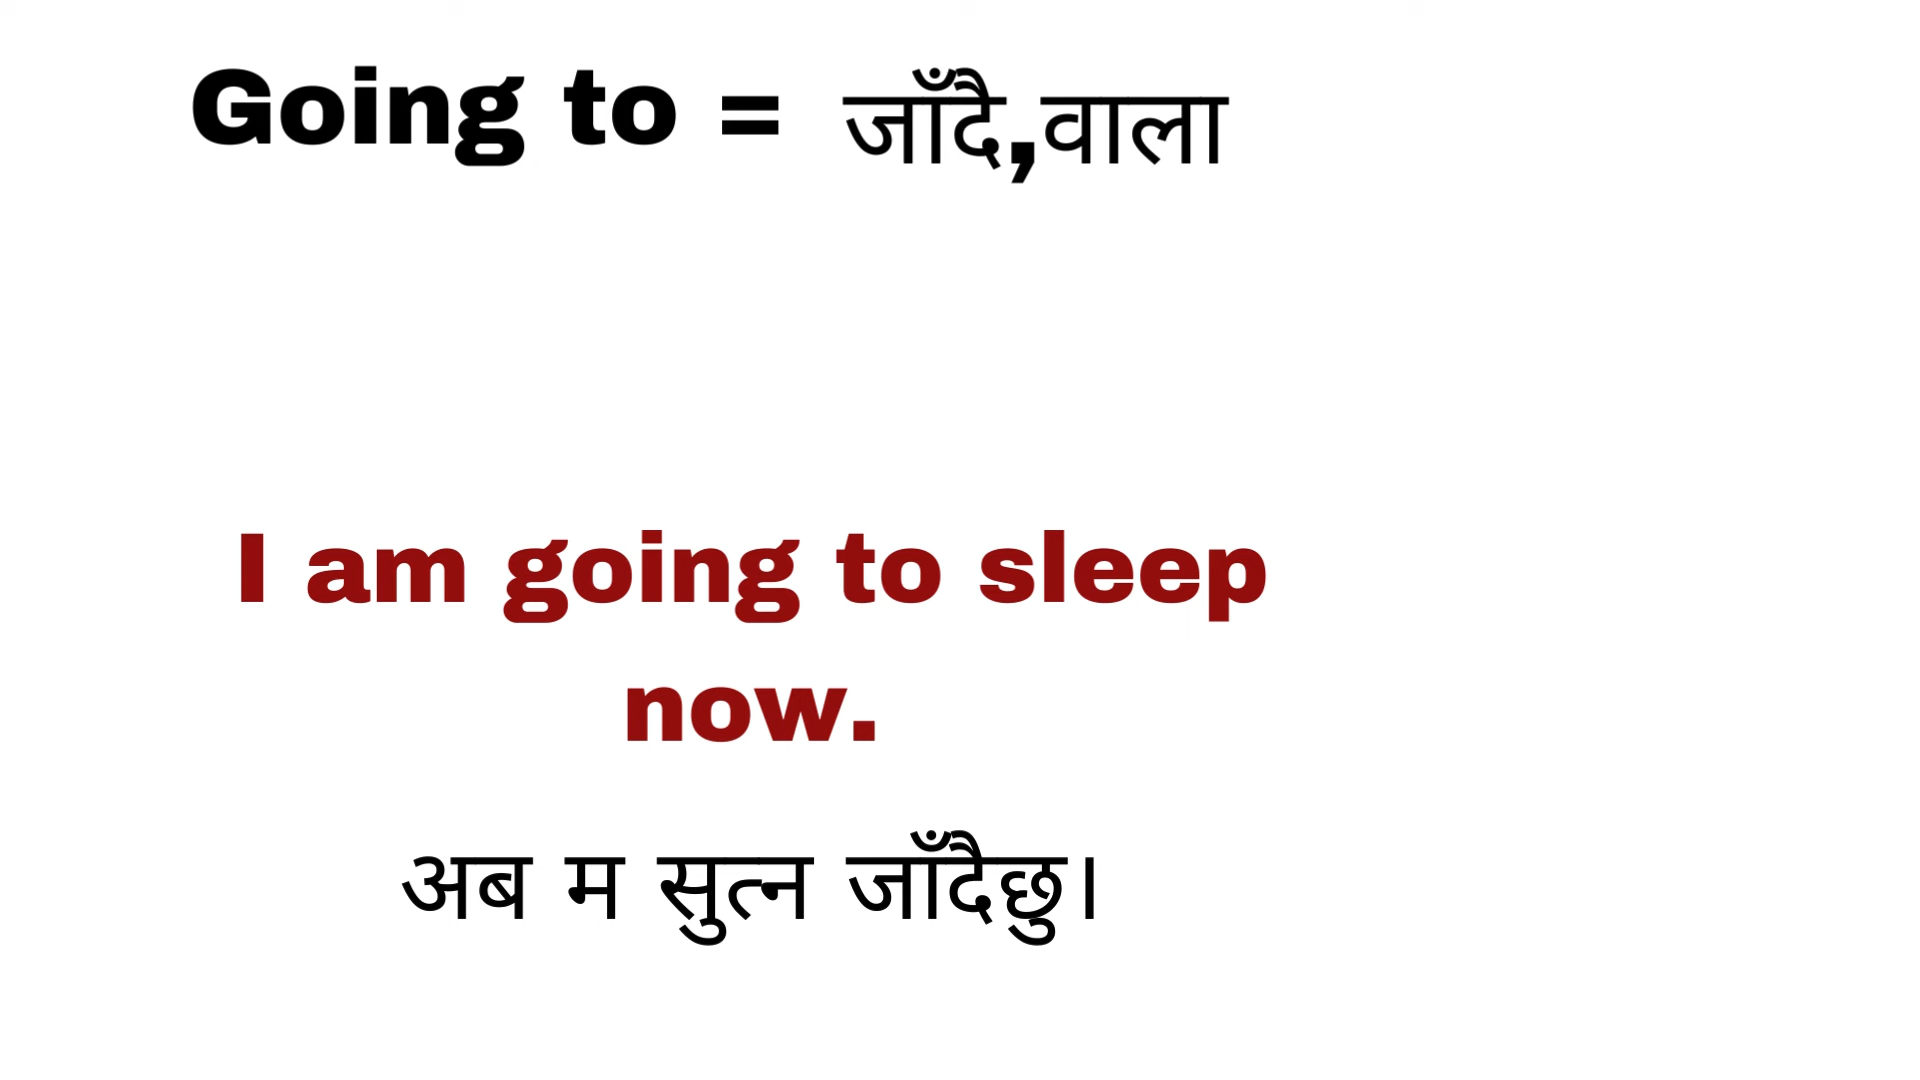 Going to = जाँदै,वाला
I am going to sleep
now.
अब म सुत्न जाँदैछु।